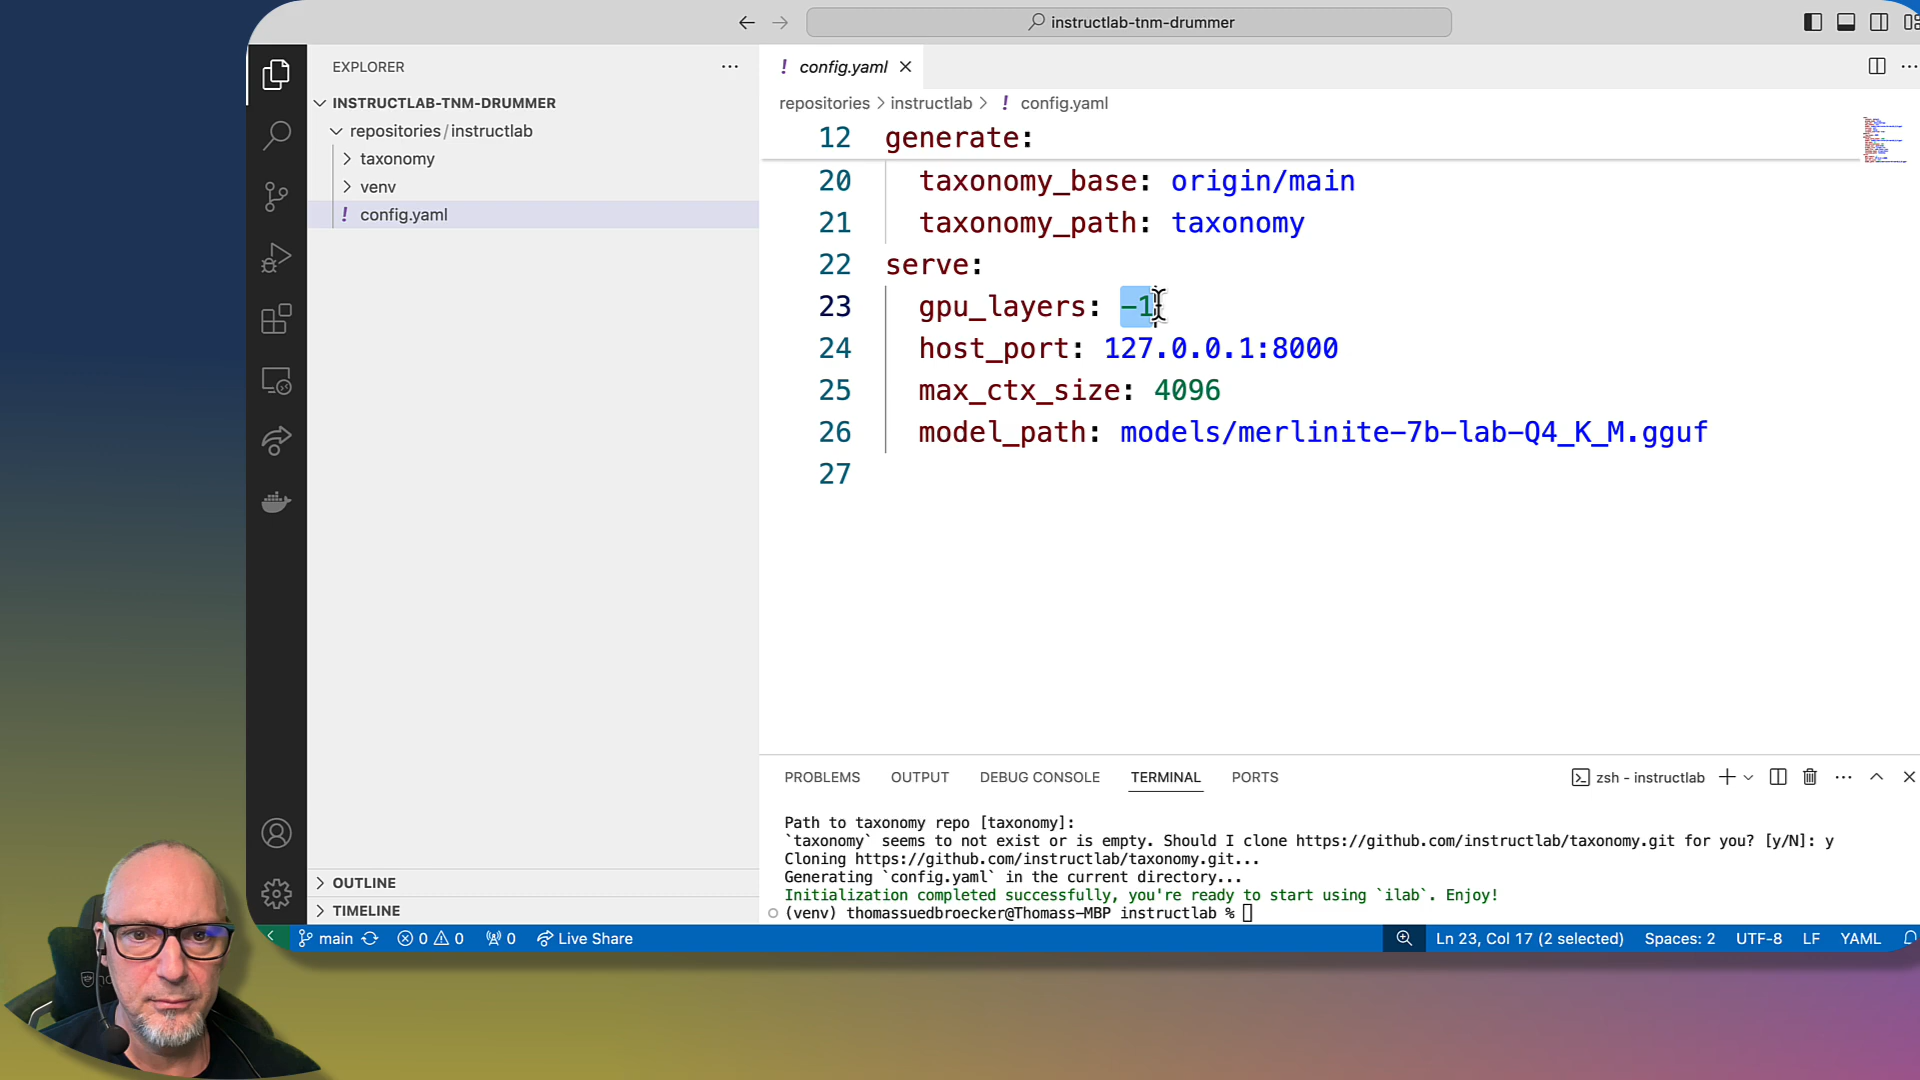 instructlab-tnm-drummer
EXPLORER
INSTRUCTLAB-TNM-DRUMMER
repositories/instructlab
taxonomy
venv
! config.yaml
! config.yaml
repositories > instructlab > ! config.yaml
12 generate:
20 taxonomy_base: origin/main
21 taxonomy_path: taxonomy
22 serve:
23 gpu_layers: -1
24 host_port: 127.0.0.1:8000
25 max_ctx_size: 4096
26 model_path: models/merlinite-7b-lab-Q4_K_M.gguf
27
PROBLEMS OUTPUT DEBUG CONSOLE TERMINAL PORTS
zsh - instructlab
Path to taxonomy repo [taxonomy]:
`taxonomy` seems to not exist or is empty. Should I clone https://github.com/instructlab/taxonomy.git for you? [y/N]: y
Cloning https://github.com/instructlab/taxonomy.git...
Generating `config.yaml` in the current directory...
Initialization completed successfully, you're ready to start using `ilab`. Enjoy!
(venv) thomassuedbroecker@Thomass-MBP instructlab %
OUTLINE
TIMELINE
main 0 0 0 Live Share
Ln 23, Col 17 (2 selected) Spaces: 2 UTF-8 LF YAML